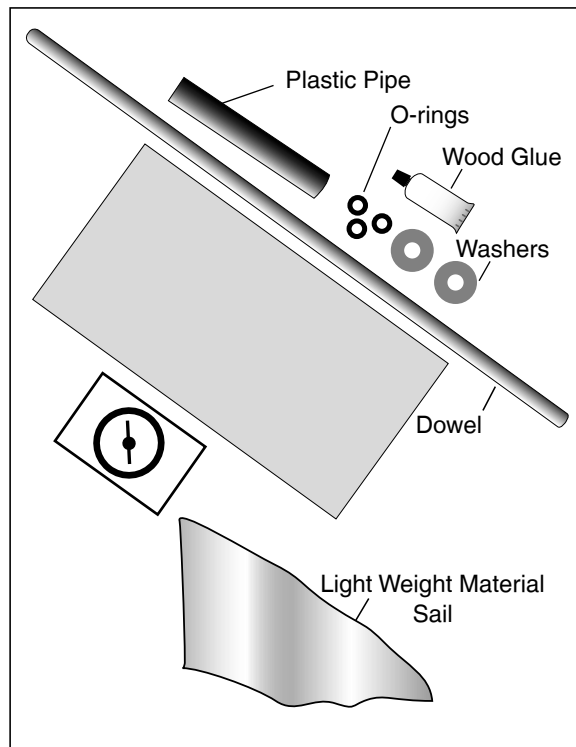 Plastic Pipe
O-rings
Wood Glue
Washers
Dowel
Light Weight Material
Sail